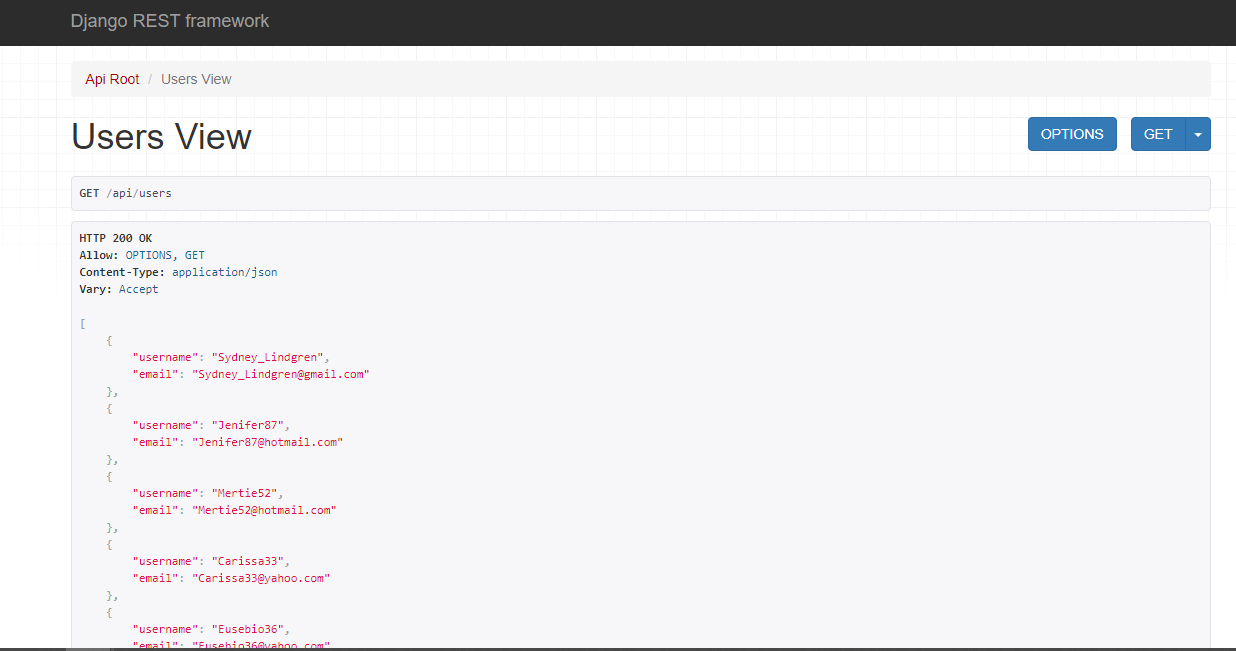 Django REST framework
Api Root / Users View
Users View
OPTIONS
GET
GET /api/users
HTTP 200 OK
Allow: OPTIONS, GET
Content-Type: application/json
Vary: Accept
[
    {
        "username": "Sydney_Lindgren",
        "email": "Sydney_Lindgren@gmail.com"
    },
    {
        "username": "Jenifer87",
        "email": "Jenifer87@hotmail.com"
    },
    {
        "username": "Mertie52",
        "email": "Mertie52@hotmail.com"
    },
    {
        "username": "Carissa33",
        "email": "Carissa33@yahoo.com"
    },
    {
        "username": "Eusebio36",
        "email": "Eusebio36@yahoo.com"